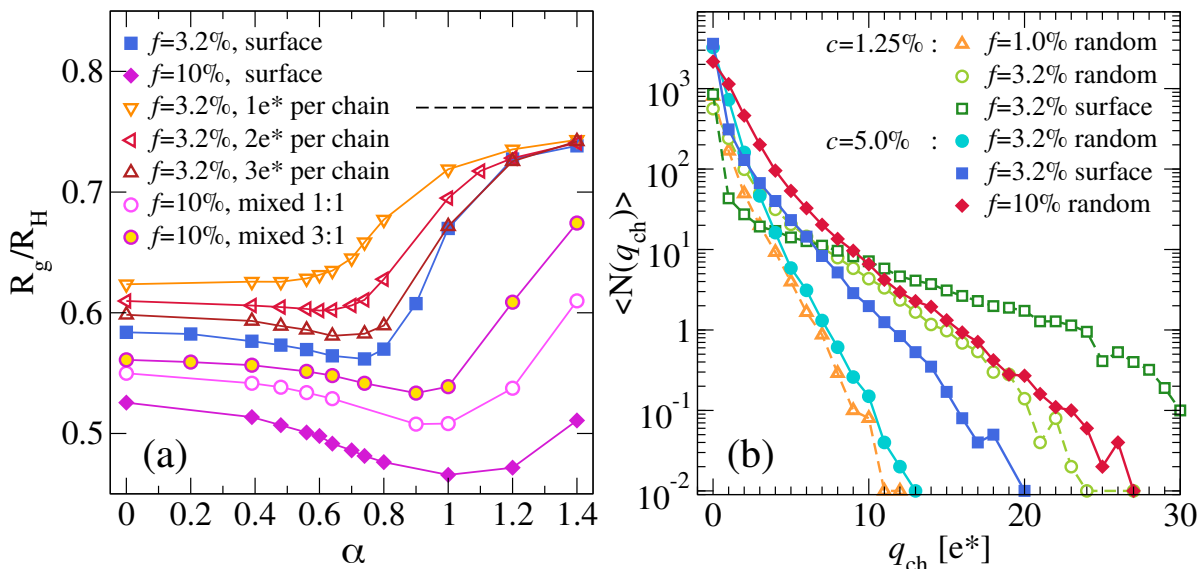 0.8
0.7
0.6
0.5
R_g/R_H
f=3.2%, surface
f=10%, surface
f=3.2%, 1e* per chain
f=3.2%, 2e* per chain
f=3.2%, 3e* per chain
f=10%, mixed 1:1
f=10%, mixed 3:1
(a)
0 0.2 0.4 0.6 0.8 1 1.2 1.4
α
<N(q_ch)>
10^3
10^2
10^1
1
10^-1
10^-2
c=1.25% : f=1.0% random
f=3.2% random
f=3.2% surface
c=5.0% : f=3.2% random
f=3.2% surface
f=10% random
(b)
0 10 20 30
q_ch [e*]